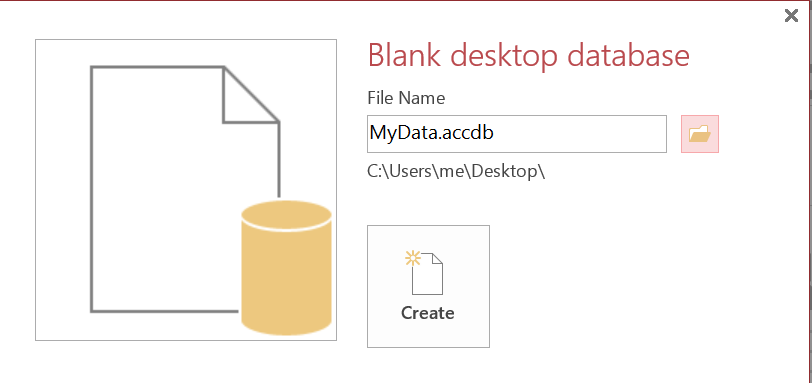 Blank desktop database
File Name
MyData.accdb
C:\Users\me\Desktop\
Create